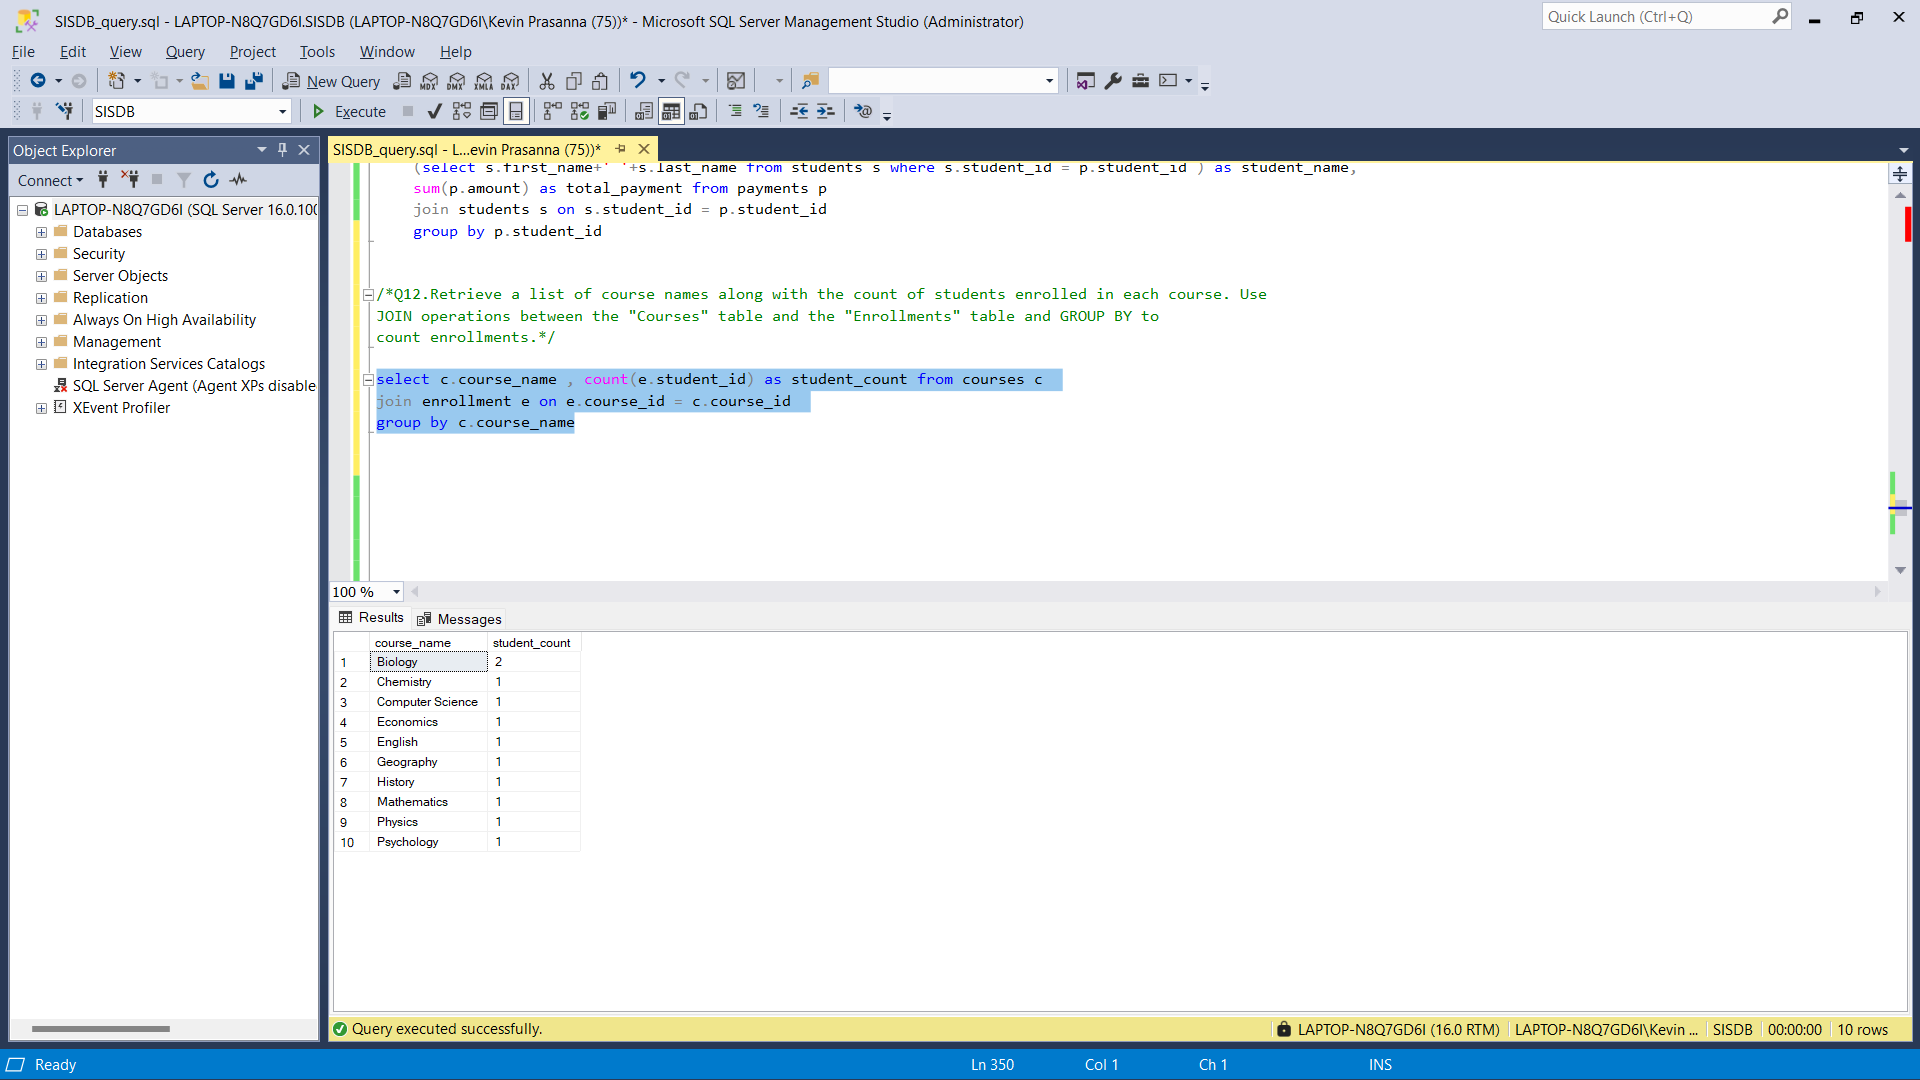 SISDB_query.sql - LAPTOP-N8Q7GD6I.SISDB (LAPTOP-N8Q7GD6I\Kevin Prasanna (75))* - Microsoft SQL Server Management Studio (Administrator)
Quick Launch (Ctrl+Q)
File Edit View Query Project Tools Window Help
New Query MDX DMX XMLA DAX
SISDB Execute
Object Explorer
Connect
LAPTOP-N8Q7GD6I (SQL Server 16.0.100
Databases
Security
Server Objects
Replication
Always On High Availability
Management
Integration Services Catalogs
SQL Server Agent (Agent XPs disable
XEvent Profiler
SISDB_query.sql - L...evin Prasanna (75))*
(select s.first_name+' '+s.last_name from students s where s.student_id = p.student_id ) as student_name,
sum(p.amount) as total_payment from payments p
join students s on s.student_id = p.student_id
group by p.student_id
/*Q12.Retrieve a list of course names along with the count of students enrolled in each course. Use
JOIN operations between the "Courses" table and the "Enrollments" table and GROUP BY to
count enrollments.*/
select c.course_name , count(e.student_id) as student_count from courses c
join enrollment e on e.course_id = c.course_id
group by c.course_name
100 %
Results Messages
course_name student_count
1 Biology 2
2 Chemistry 1
3 Computer Science 1
4 Economics 1
5 English 1
6 Geography 1
7 History 1
8 Mathematics 1
9 Physics 1
10 Psychology 1
Query executed successfully. LAPTOP-N8Q7GD6I (16.0 RTM) LAPTOP-N8Q7GD6I\Kevin ... SISDB 00:00:00 10 rows
Ready Ln 350 Col 1 Ch 1 INS